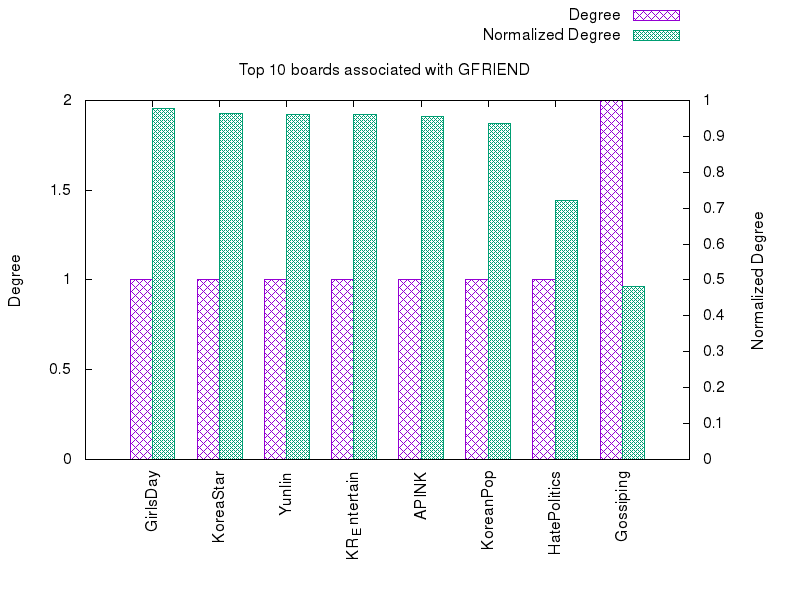 Degree
Normalized Degree
Top 10 boards associated with GFRIEND
2
1.5
1
0.5
0
1
0.9
0.8
0.7
0.6
0.5
0.4
0.3
0.2
0.1
0
Degree
Normalized Degree
GirlsDay
KoreaStar
Yunlin
KREntertain
APINK
KoreanPop
HatePolitics
Gossiping